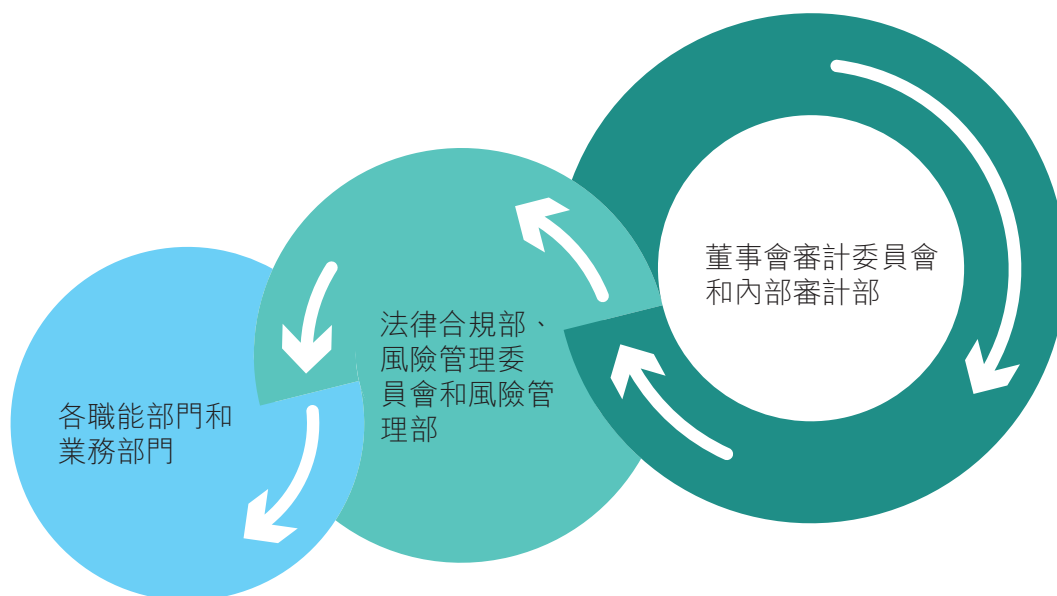 各職能部門和
業務部門
法律合規部、
風險管理委
員會和風險管
理部
董事會審計委員會
和內部審計部